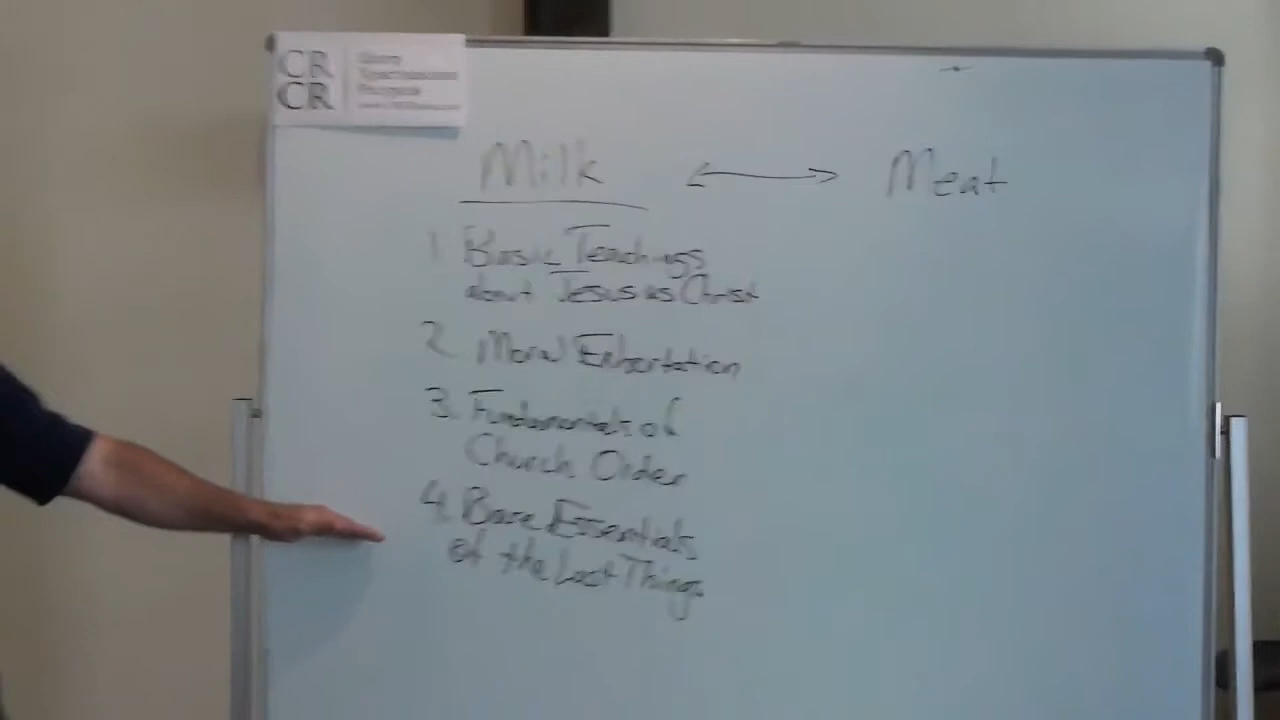 CR
CR
Milk Meat
1. Basic Teachings
about Jesus as Christ
2. Moral Exhortation
3. Fundamentals of
Church Order
4. Bare Essentials
of the Last Things